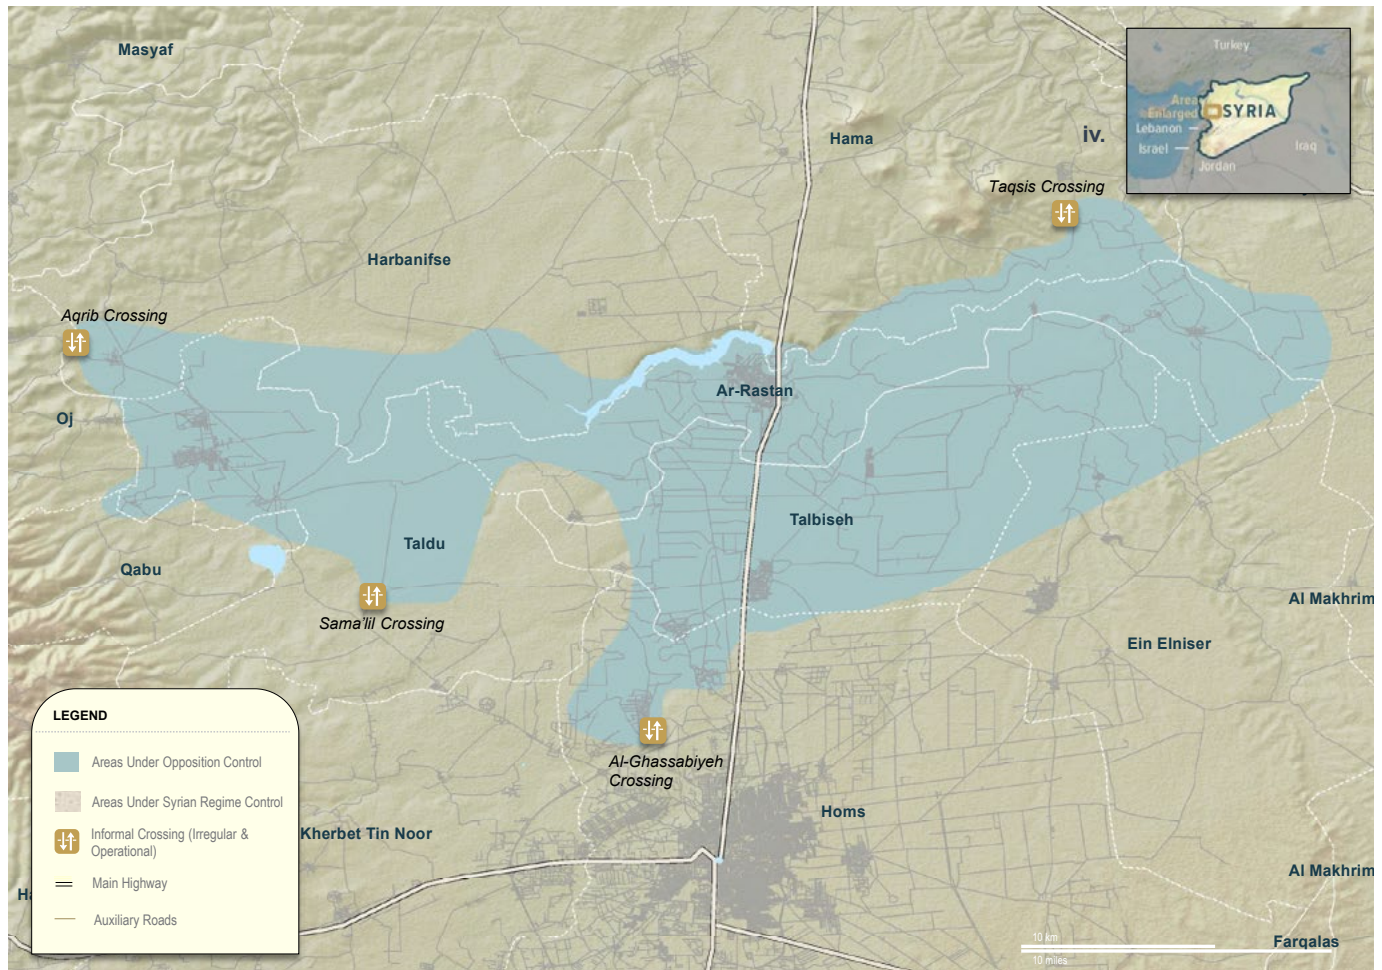 Masyaf
Hama
iv.
Turkey
Area
Enlarged
SYRIA
Lebanon
Israel
Iraq
Jordan
Taqsis Crossing
Harbanifse
Aqrib Crossing
Ar-Rastan
Oj
Talbiseh
Taldu
Qabu
Al Makhrim
Sama'lil Crossing
Ein Elniser
Al-Ghassabiyeh
Crossing
Homs
Kherbet Tin Noor
Al Makhrim
Farqalas
LEGEND
Areas Under Opposition Control
Areas Under Syrian Regime Control
Informal Crossing (Irregular &
Operational)
Main Highway
Auxiliary Roads
10 km
10 miles